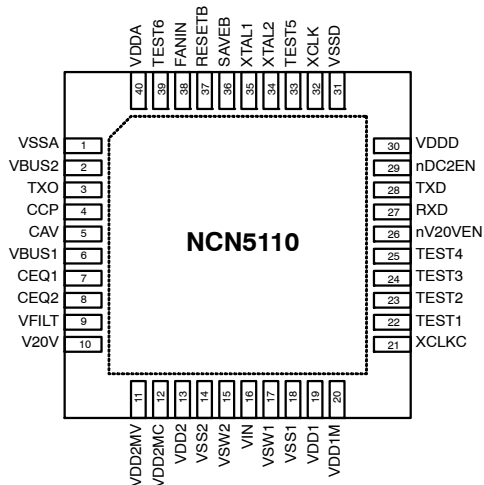 VDDA
TEST6
FANIN
RESETB
SAVEB
XTAL1
XTAL2
TEST5
XCLK
VSSD
40
39
38
37
36
35
34
33
32
31
VSSA 1
VBUS2 2
TXO 3
CCP 4
CAV 5
VBUS1 6
CEQ1 7
CEQ2 8
VFILT 9
V20V 10
NCN5110
30 VDDD
29 nDC2EN
28 TXD
27 RXD
26 nV20VEN
25 TEST4
24 TEST3
23 TEST2
22 TEST1
21 XCLKC
11
12
13
14
15
16
17
18
19
20
VDD2MV
VDD2MC
VDD2
VSS2
VSW2
VIN
VSW1
VSS1
VDD1
VDD1M